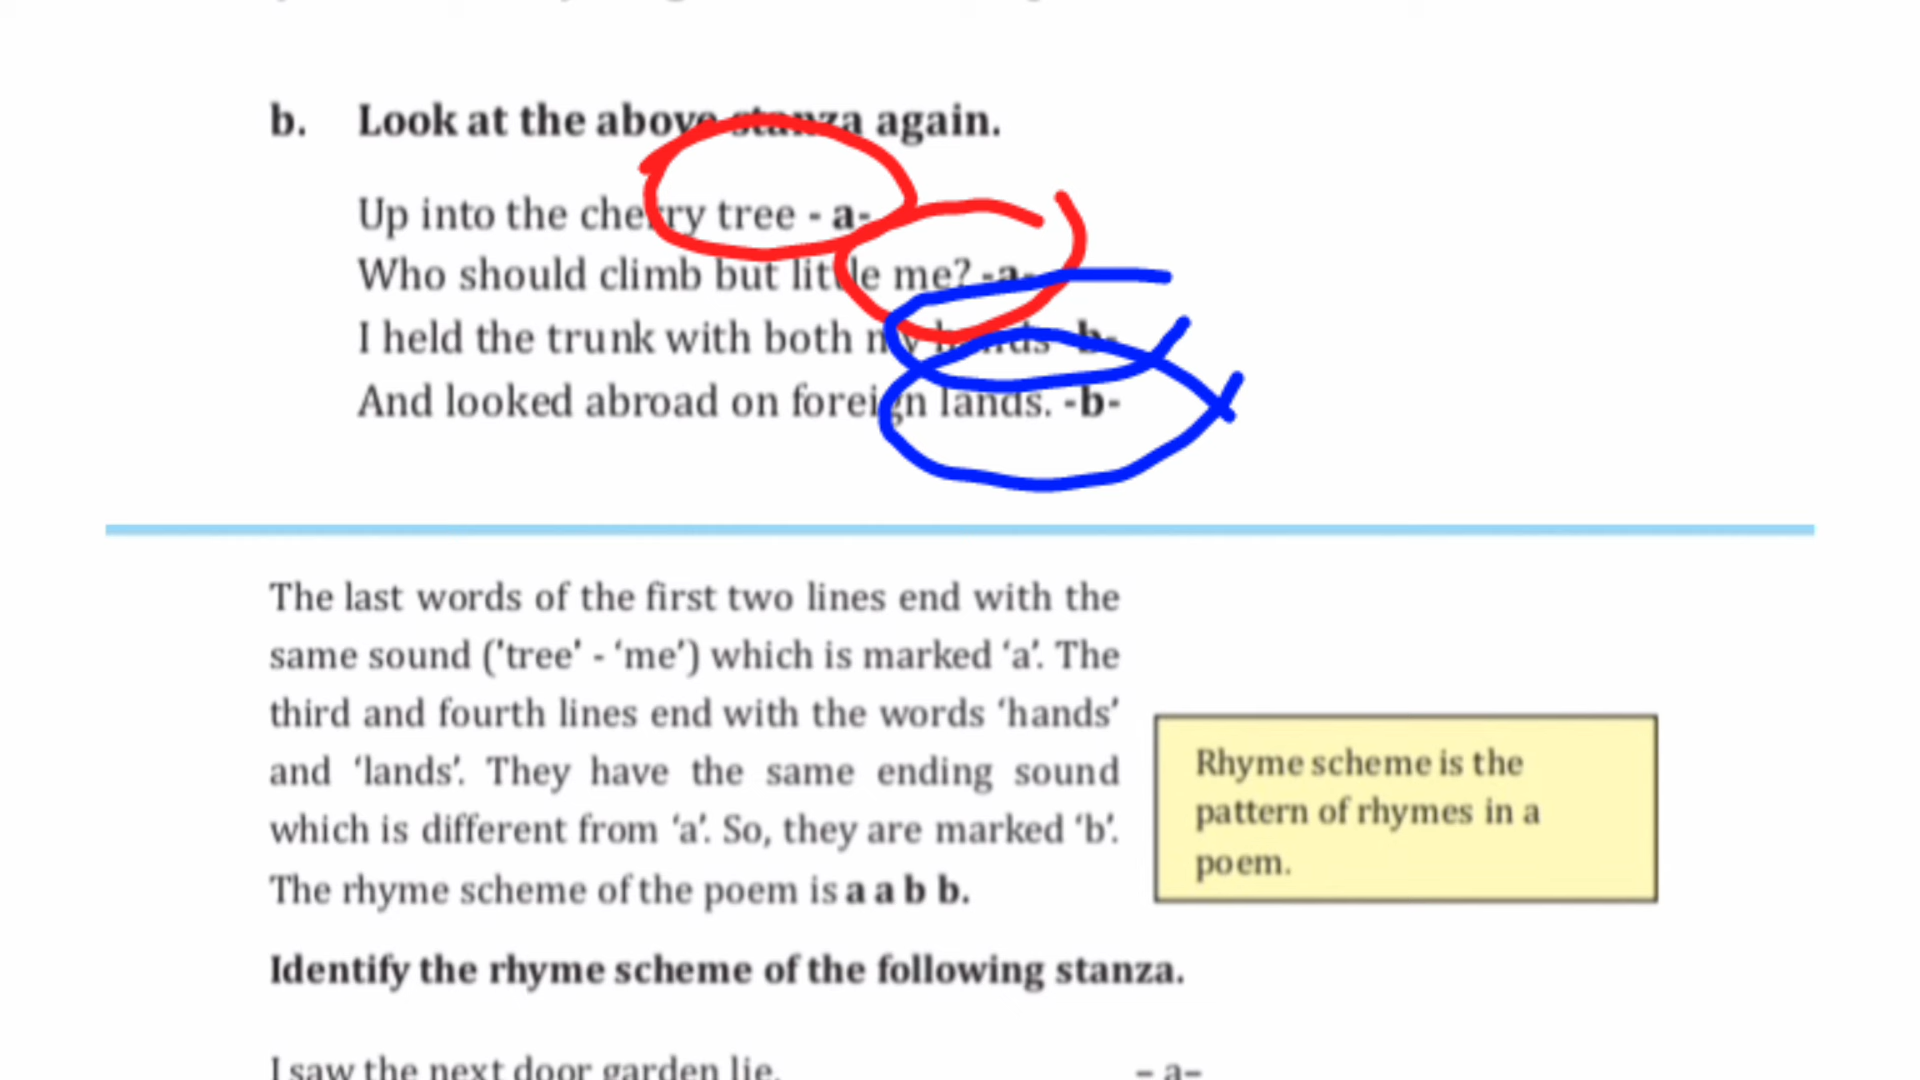 b. Look at the above stanza again.
Up into the cherry tree - a-
Who should climb but little me? -a-
I held the trunk with both my hands -b-
And looked abroad on foreign lands. -b-
The last words of the first two lines end with the
same sound ('tree' - ‘me’) which is marked ‘a’. The
third and fourth lines end with the words ‘hands’
and ‘lands’. They have the same ending sound
which is different from ‘a’. So, they are marked ‘b’.
The rhyme scheme of the poem is a a b b.
Rhyme scheme is the
pattern of rhymes in a
poem.
Identify the rhyme scheme of the following stanza.
I saw the next door garden lie, – a–